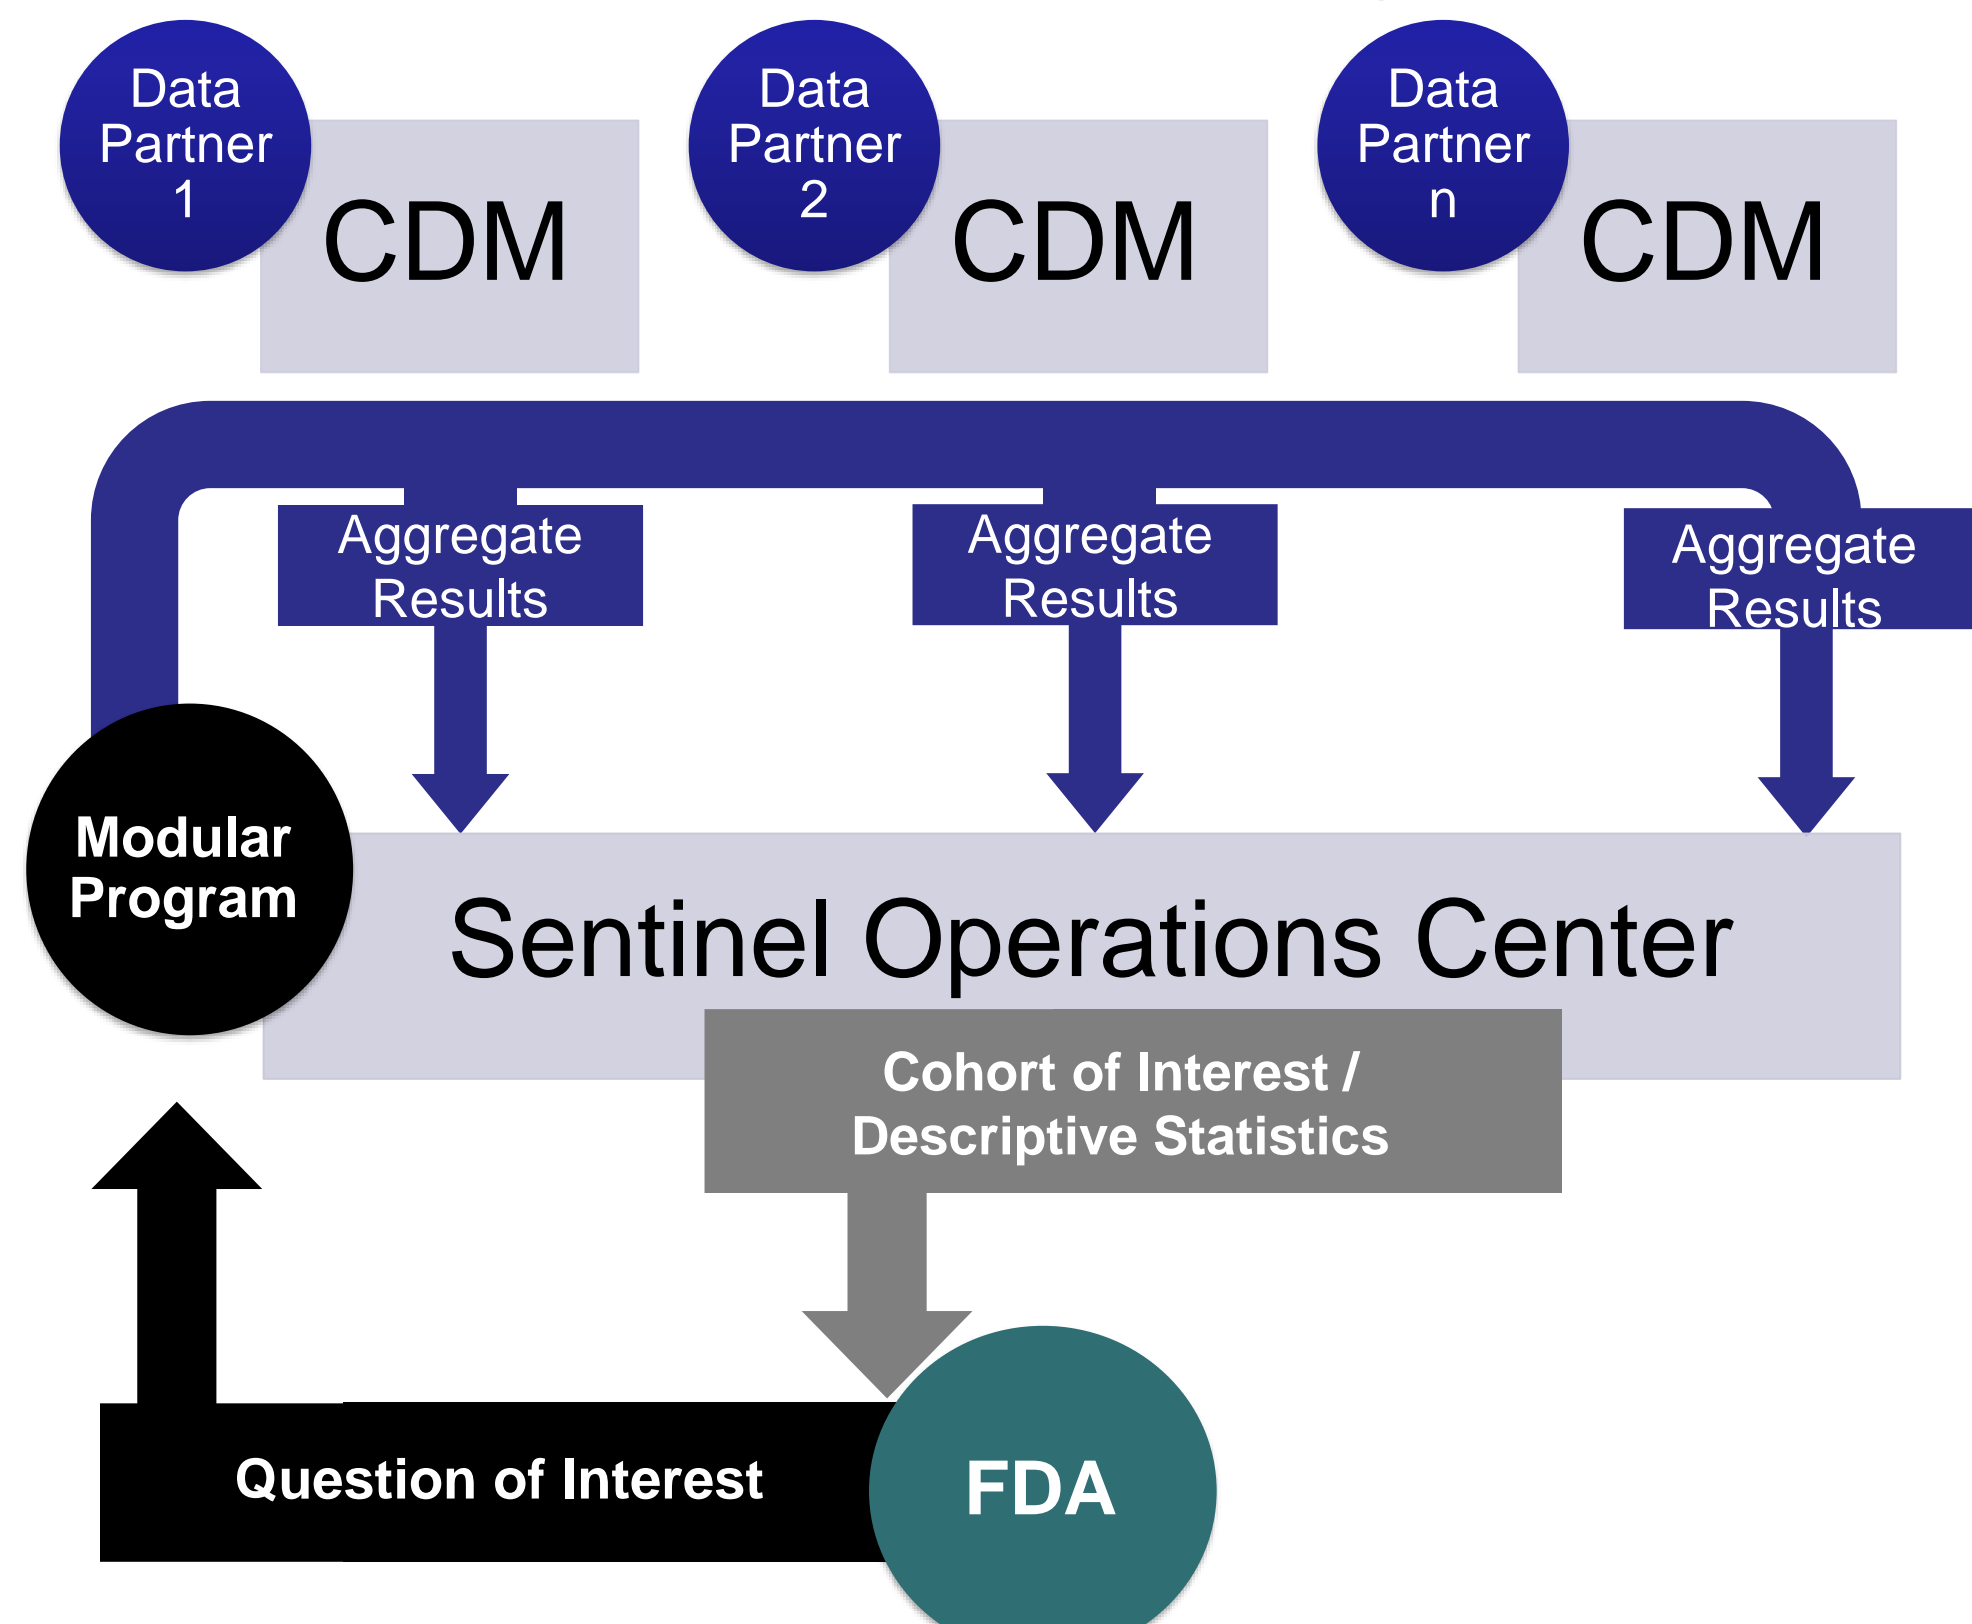 Data
Partner
1
CDM
Data
Partner
2
CDM
Data
Partner
n
CDM
Aggregate
Results
Aggregate
Results
Aggregate
Results
Modular
Program
Sentinel Operations Center
Cohort of Interest /
Descriptive Statistics
Question of Interest
FDA